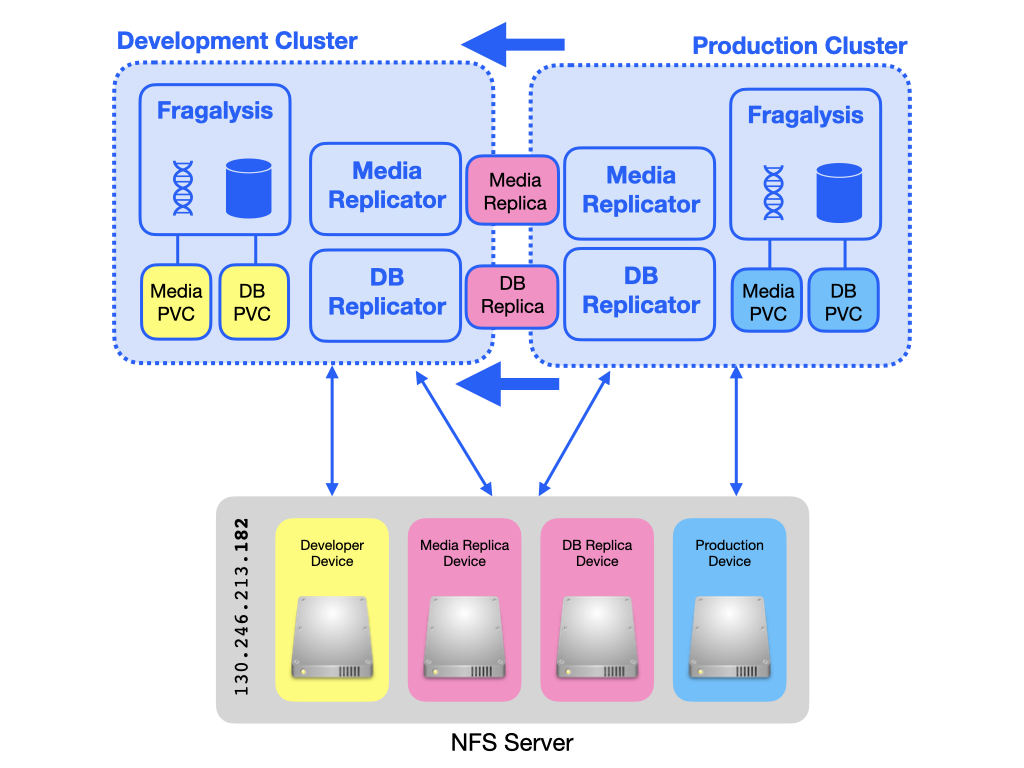 Development Cluster
Production Cluster
Fragalysis
Media
Replicator
DB
Replicator
Media
PVC
DB
PVC
Media
Replica
DB
Replica
Media
Replicator
DB
Replicator
Fragalysis
Media
PVC
DB
PVC
130.246.213.182
Developer
Device
Media Replica
Device
DB Replica
Device
Production
Device
NFS Server